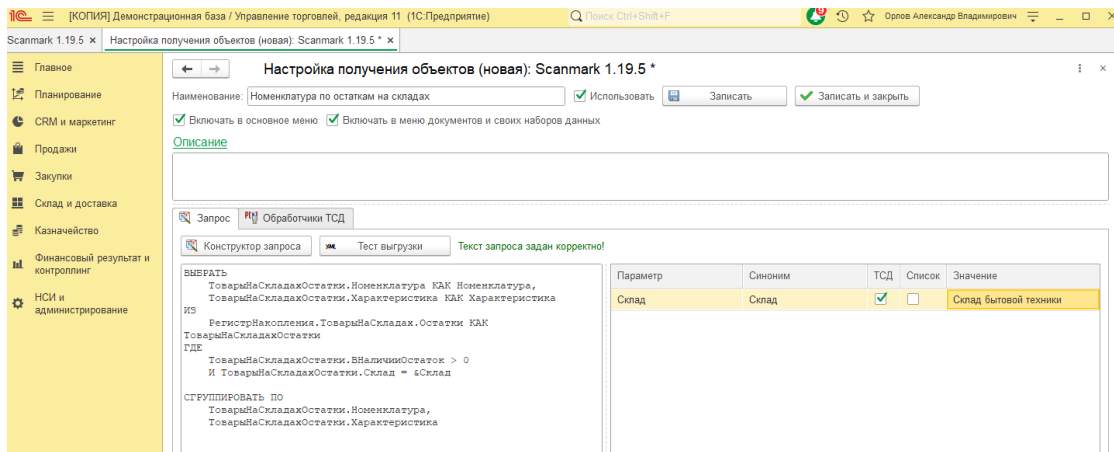 [КОПИЯ] Демонстрационная база / Управление торговлей, редакция 11 (1С:Предприятие) Поиск Ctrl+Shift+F 9 Орлов Александр Владимирович
Scanmark 1.19.5 × Настройка получения объектов (новая): Scanmark 1.19.5 * ×
Главное
Планирование
CRM и маркетинг
Продажи
Закупки
Склад и доставка
Казначейство
Финансовый результат и
контроллинг
НСИ и
администрирование
Настройка получения объектов (новая): Scanmark 1.19.5 *
Наименование: Номенклатура по остаткам на складах Использовать Записать Записать и закрыть
Включать в основное меню Включать в меню документов и своих наборов данных
Описание
Запрос Обработчики ТСД
Конструктор запроса XML Тест выгрузки Текст запроса задан корректно!
ВЫБРАТЬ
ТоварыНаСкладахОстатки.Номенклатура КАК Номенклатура,
ТоварыНаСкладахОстатки.Характеристика КАК Характеристика
ИЗ
РегистрНакопления.ТоварыНаСкладах.Остатки КАК
ТоварыНаСкладахОстатки
ГДЕ
ТоварыНаСкладахОстатки.ВНаличииОстаток > 0
И ТоварыНаСкладахОстатки.Склад = &Склад
СГРУППИРОВАТЬ ПО
ТоварыНаСкладахОстатки.Номенклатура,
ТоварыНаСкладахОстатки.Характеристика
Параметр Синоним ТСД Список Значение
Склад Склад Склад бытовой техники